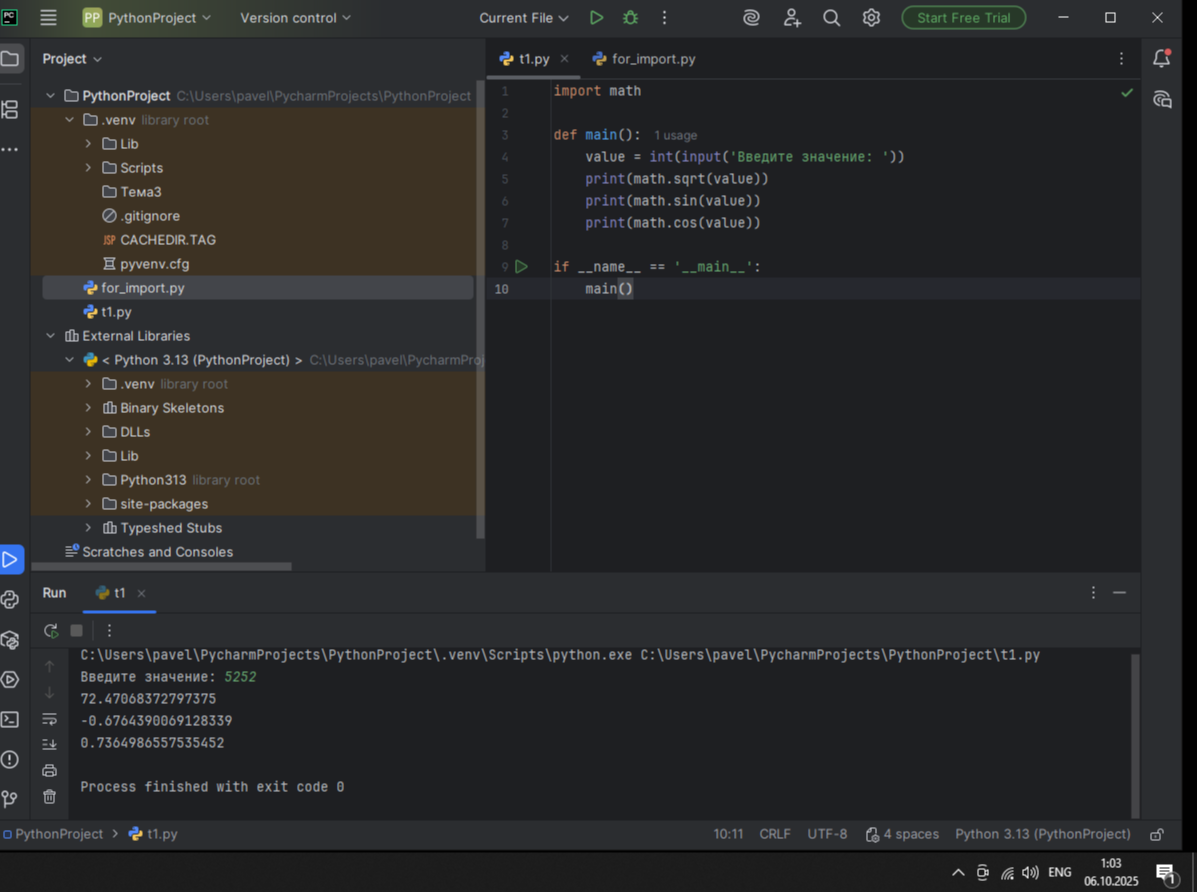 PC
PP PythonProject Version control Current File Start Free Trial
Project
t1.py for_import.py
PythonProject C:\Users\pavel\PycharmProjects\PythonProject
.venv library root
Lib
Scripts
Тема3
.gitignore
JSP CACHEDIR.TAG
pyvenv.cfg
for_import.py
t1.py
External Libraries
< Python 3.13 (PythonProject) > C:\Users\pavel\PycharmProj
.venv library root
Binary Skeletons
DLLs
Lib
Python313 library root
site-packages
Typeshed Stubs
Scratches and Consoles
1 import math
2
3 def main(): 1 usage
4 value = int(input('Введите значение: '))
5 print(math.sqrt(value))
6 print(math.sin(value))
7 print(math.cos(value))
8
9 if __name__ == '__main__':
10 main()
Run t1
C:\Users\pavel\PycharmProjects\PythonProject\.venv\Scripts\python.exe C:\Users\pavel\PycharmProjects\PythonProject\t1.py
Введите значение: 5252
72.47068372797375
-0.6764390069128339
0.7364986557535452
Process finished with exit code 0
PythonProject > t1.py 10:11 CRLF UTF-8 4 spaces Python 3.13 (PythonProject)
ENG 1:03
06.10.2025
1